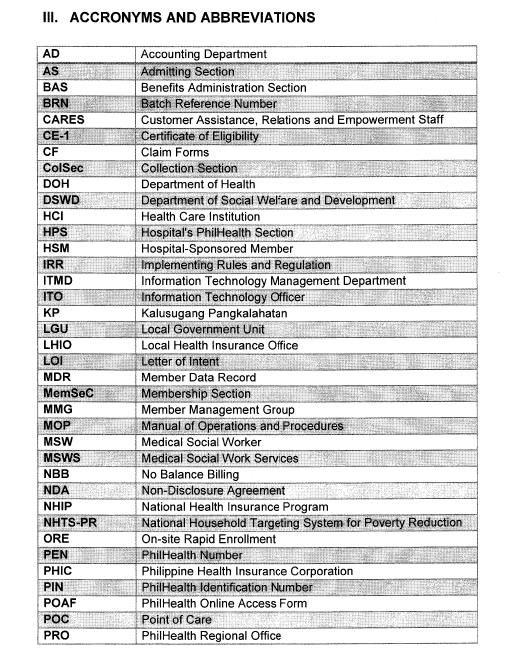 III. ACCRONYMS AND ABBREVIATIONS
AD Accounting Department
AS Admitting Section
BAS Benefits Administration Section
BRN Batch Reference Number
CARES Customer Assistance, Relations and Empowerment Staff
CE-1 Certificate of Eligibility
CF Claim Forms
ColSec Collection Section
DOH Department of Health
DSWD Department of Social Welfare and Development
HCI Health Care Institution
HPS Hospital's PhilHealth Section
HSM Hospital-Sponsored Member
IRR Implementing Rules and Regulation
ITMD Information Technology Management Department
ITO Information Technology Officer
KP Kalusugang Pangkalahatan
LGU Local Government Unit
LHIO Local Health Insurance Office
LOI Letter of Intent
MDR Member Data Record
MemSeC Membership Section
MMG Member Management Group
MOP Manual of Operations and Procedures
MSW Medical Social Worker
MSWS Medical Social Work Services
NBB No Balance Billing
NDA Non-Disclosure Agreement
NHIP National Health Insurance Program
NHTS-PR National Household Targeting System for Poverty Reduction
ORE On-site Rapid Enrollment
PEN PhilHealth Number
PHIC Philippine Health Insurance Corporation
PIN PhilHealth Identification Number
POAF PhilHealth Online Access Form
POC Point of Care
PRO PhilHealth Regional Office